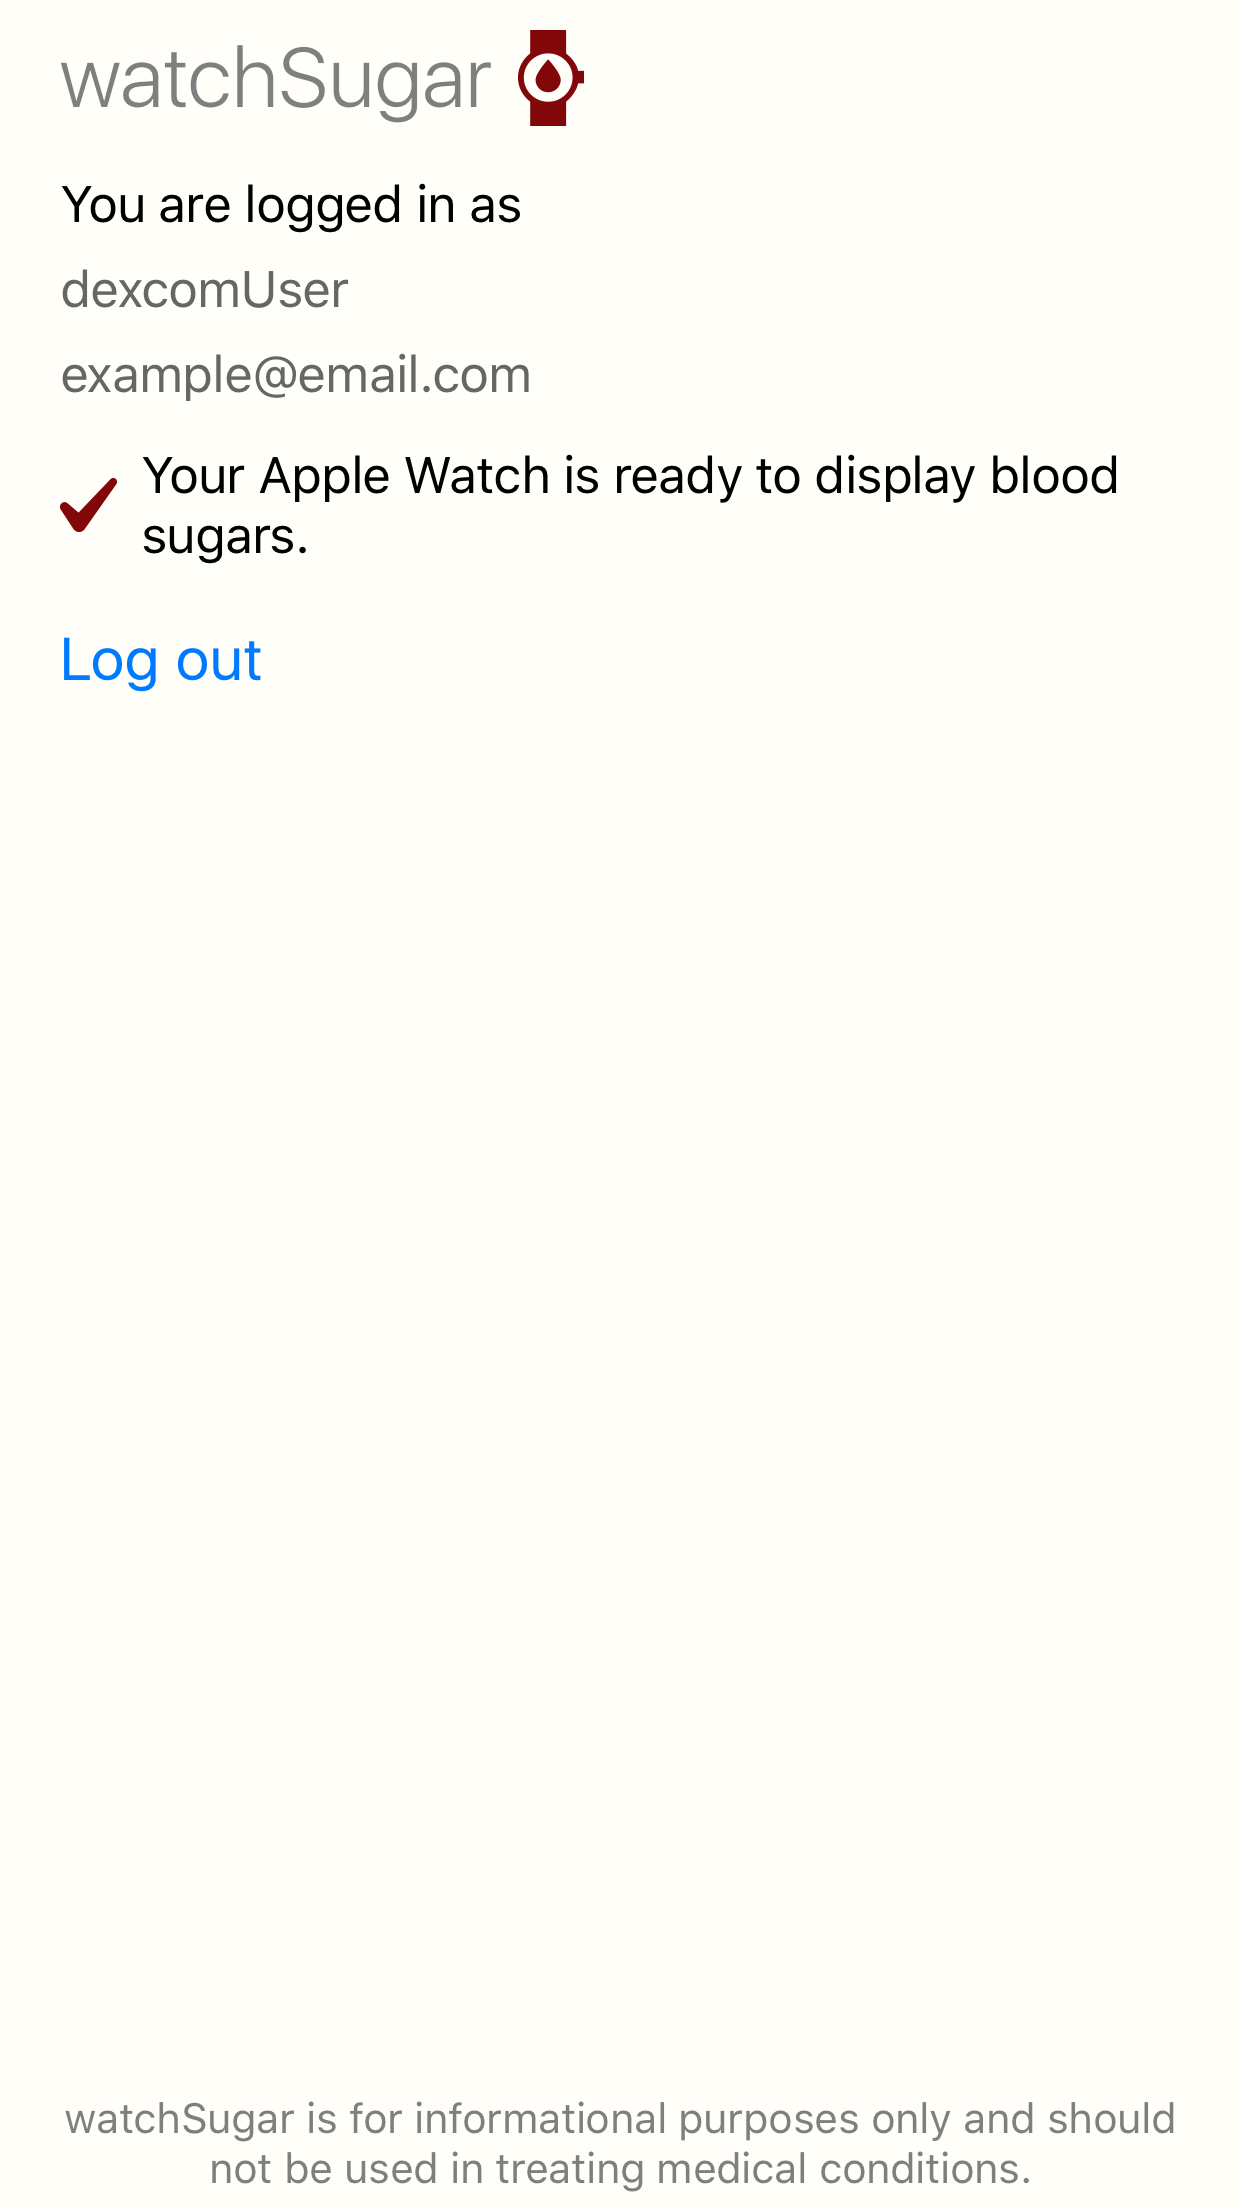 watchSugar
You are logged in as
dexcomUser
example@email.com
Your Apple Watch is ready to display blood
sugars.
Log out
watchSugar is for informational purposes only and should
not be used in treating medical conditions.